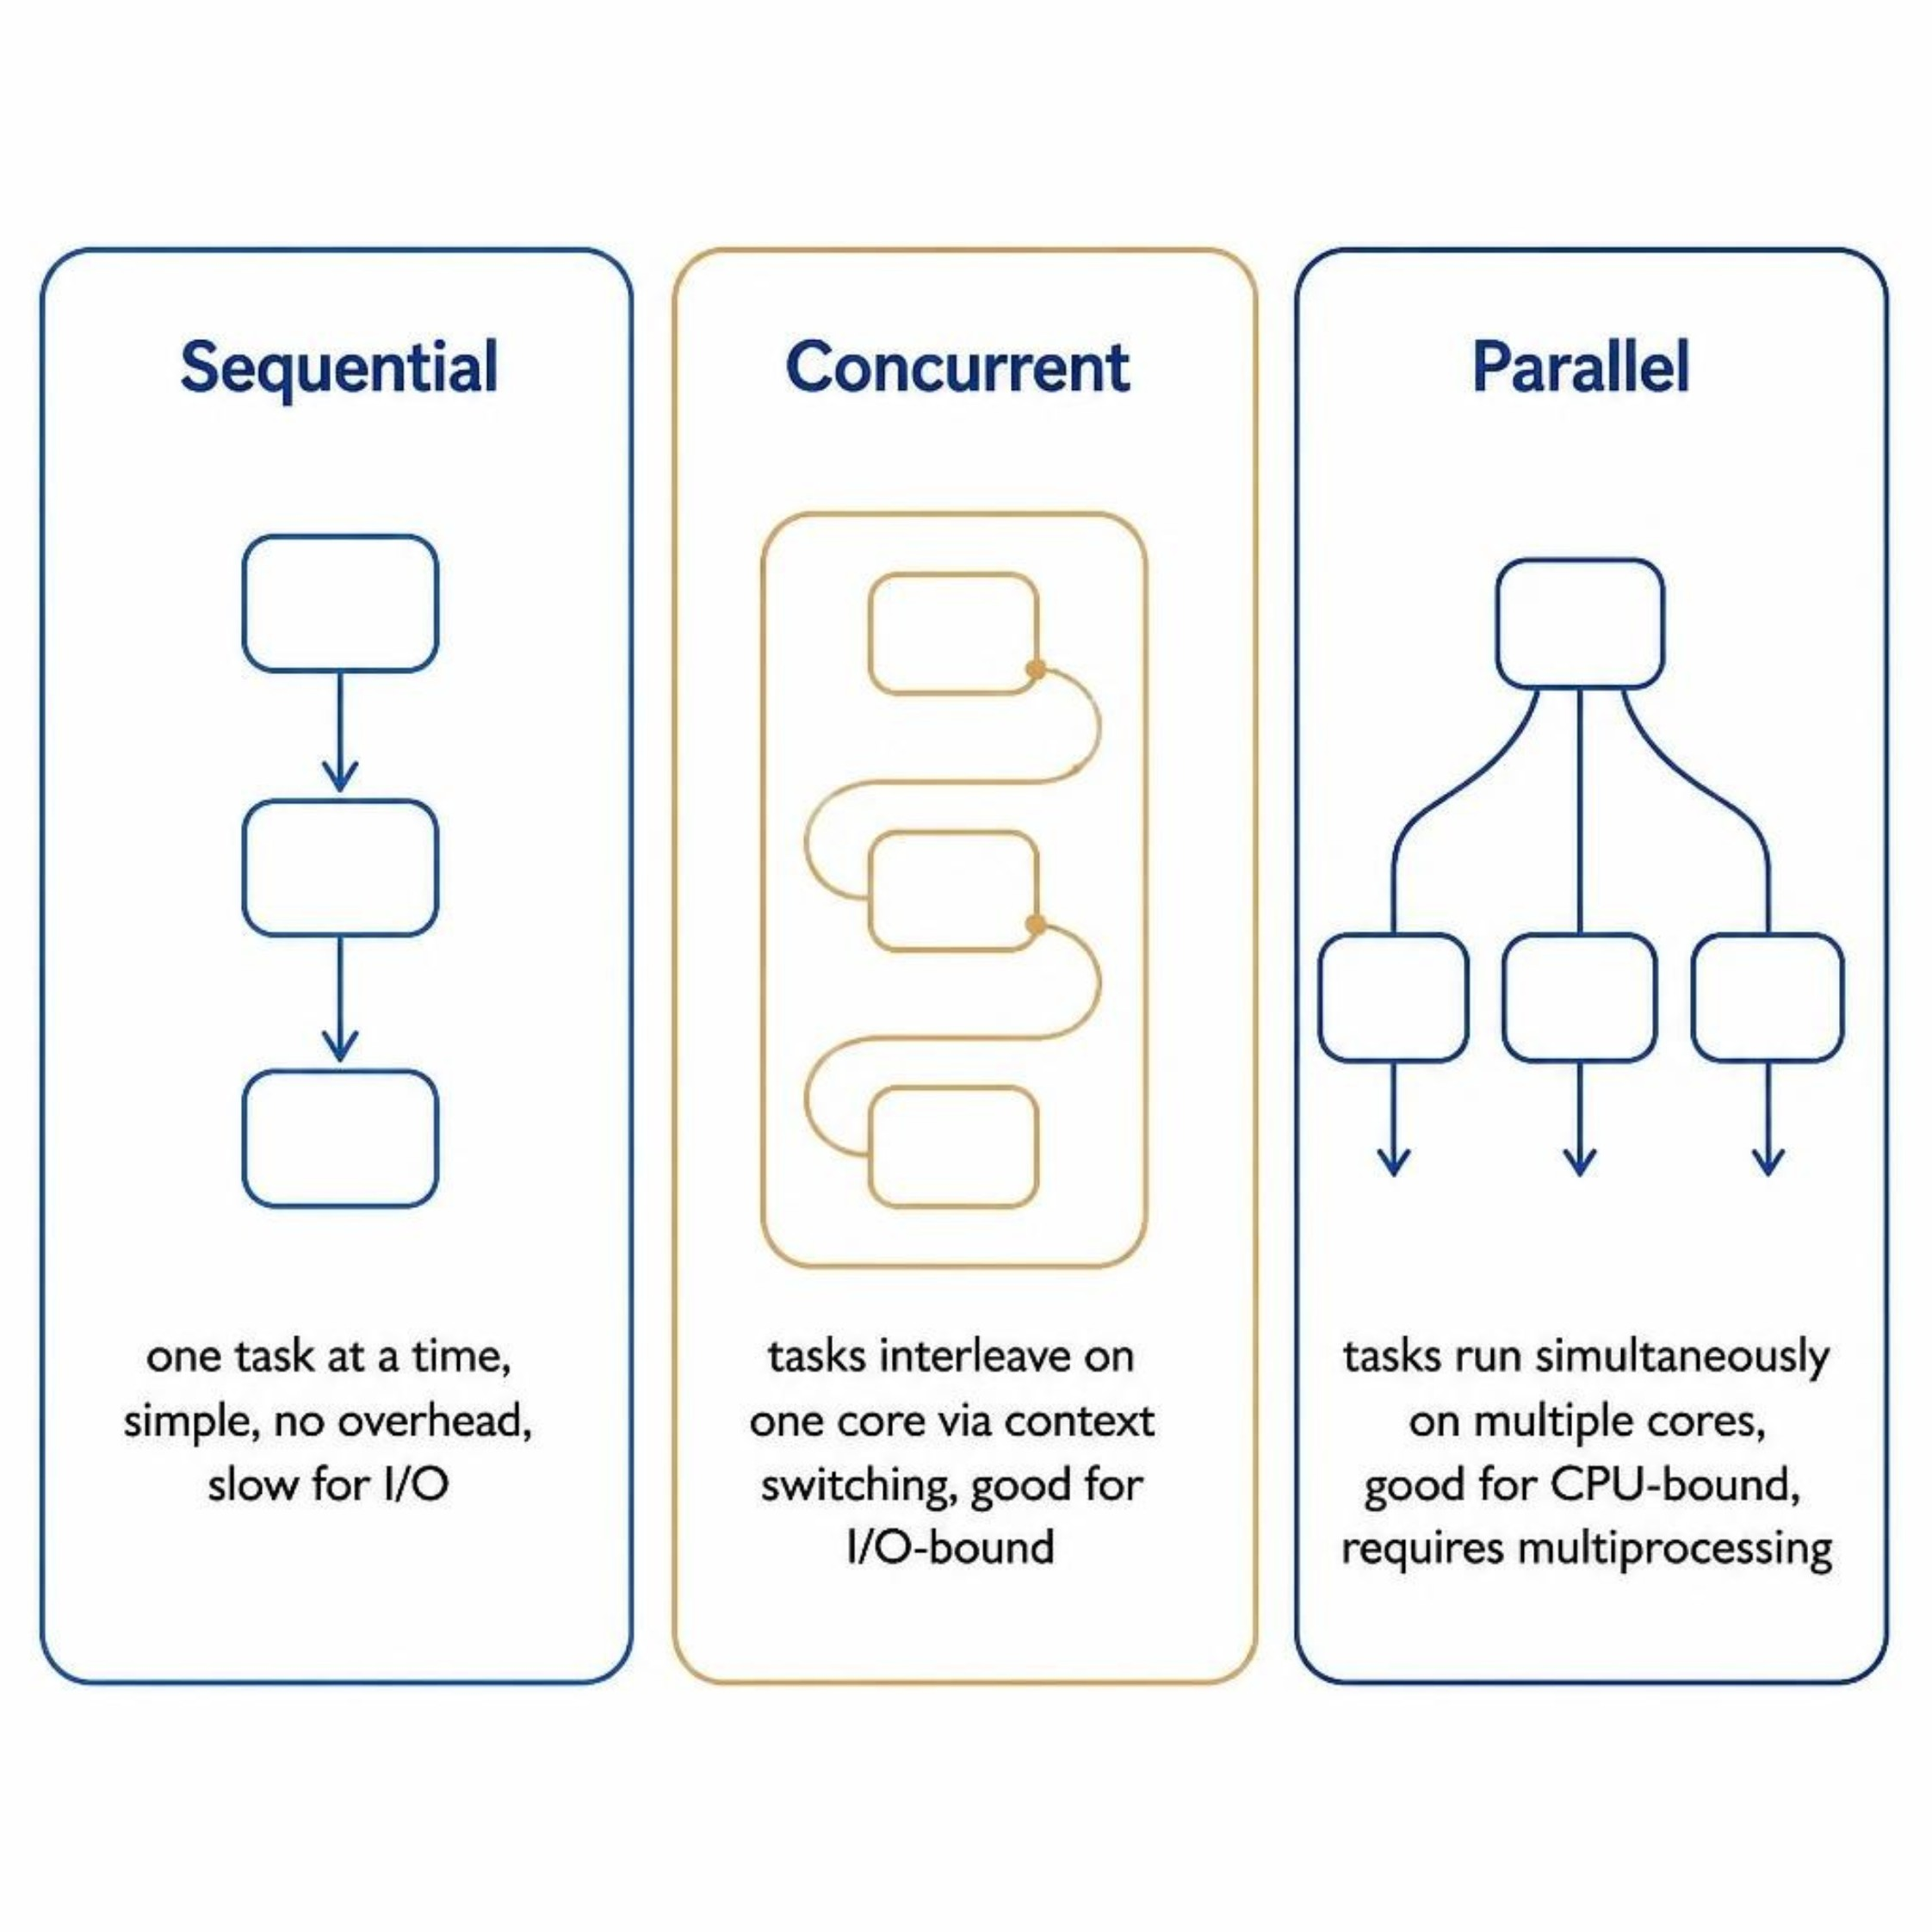 Sequential
one task at a time,
simple, no overhead,
slow for I/O
Concurrent
tasks interleave on
one core via context
switching, good for
I/O-bound
Parallel
tasks run simultaneously
on multiple cores,
good for CPU-bound,
requires multiprocessing